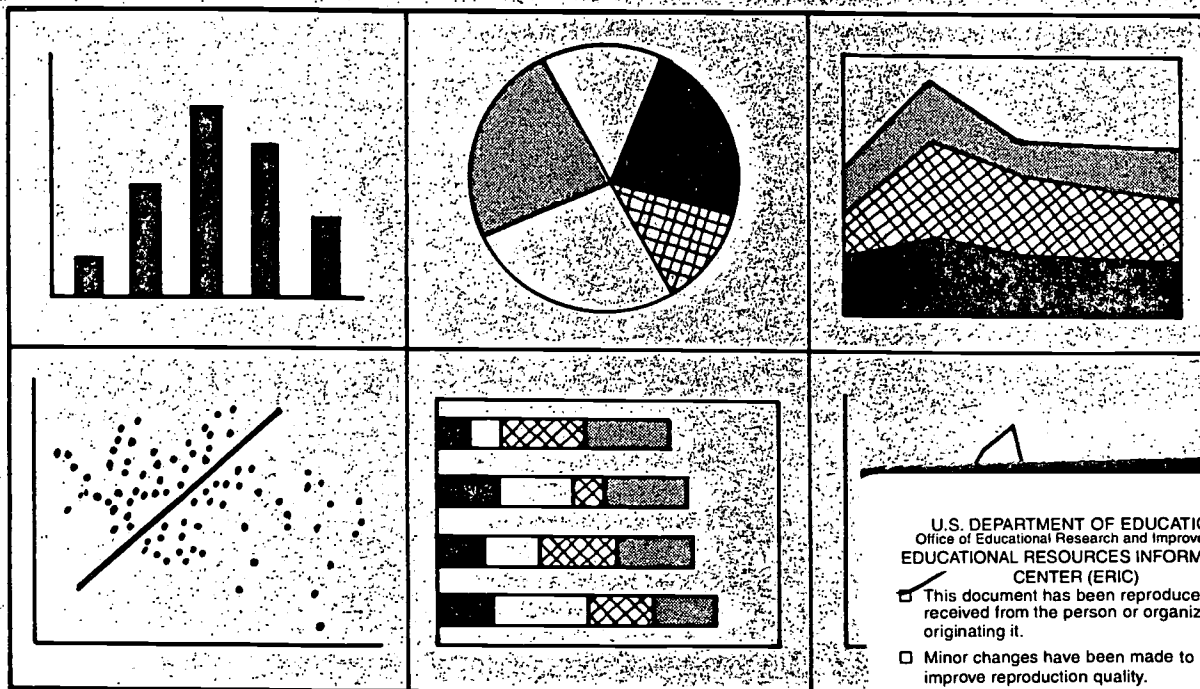 U.S. DEPARTMENT OF EDUCATIO
Office of Educational Research and Improve
EDUCATIONAL RESOURCES INFORM
CENTER (ERIC)
This document has been reproduce
received from the person or organiz
originating it.
Minor changes have been made to
improve reproduction quality.